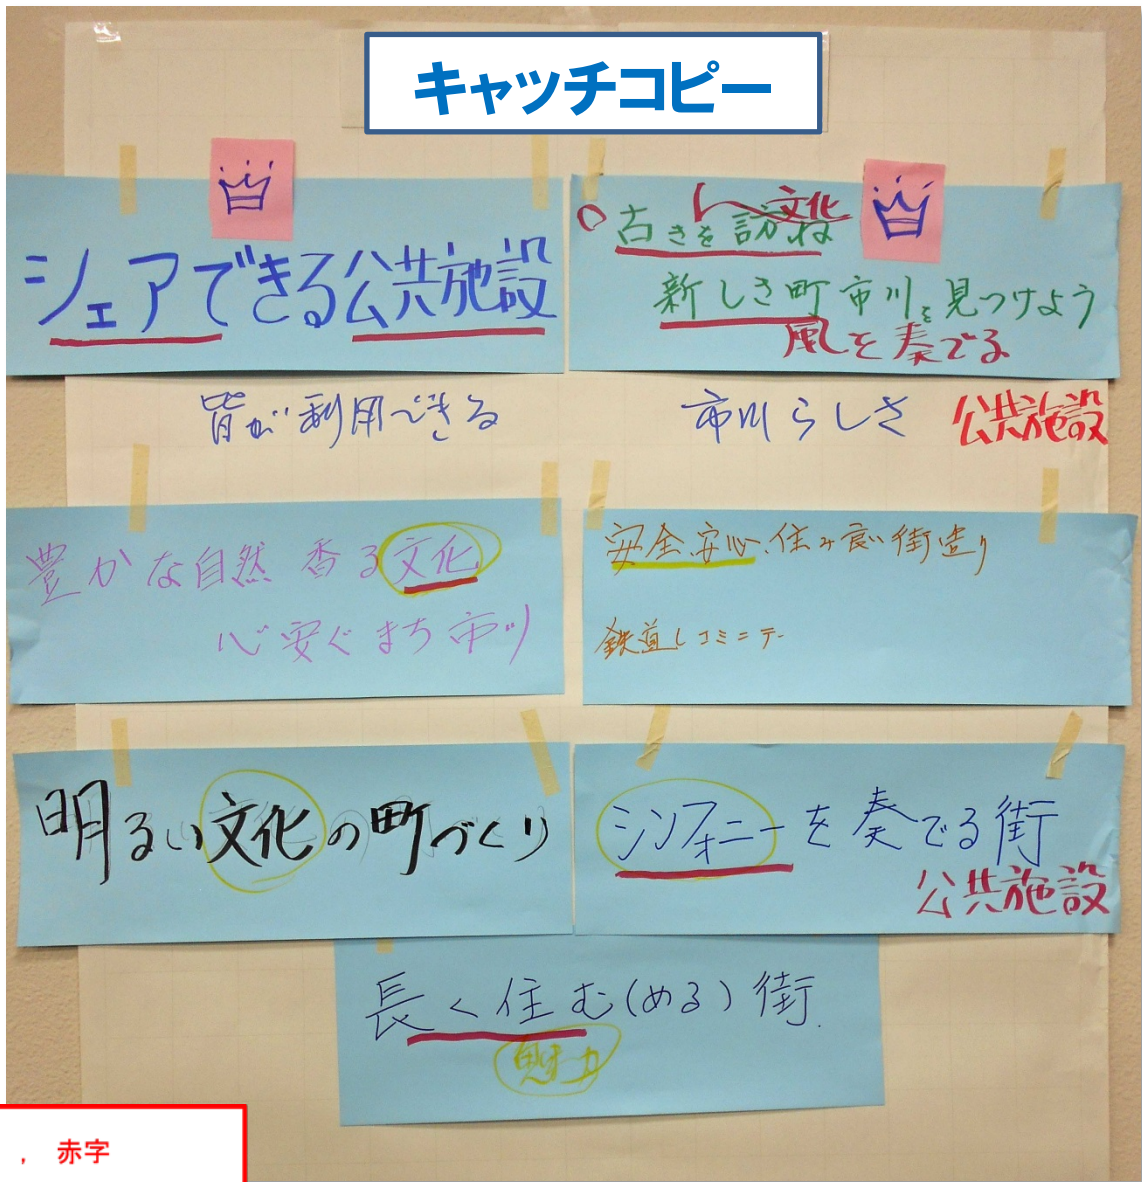 キャッチコピー
シェアできる公共施設
皆が利用できる
文化
古きを訪ね
新しき町市川を見つけよう
風を奏でる
市川らしさ 公共施設
豊かな自然 香る文化
心安ぐまち市川
安全、安心、住み良い街造り
鉄道しコミニテー
明るい文化の町づくり
シンフォニーを奏でる街
公共施設
長く住む(める)街
魅力
, 赤字